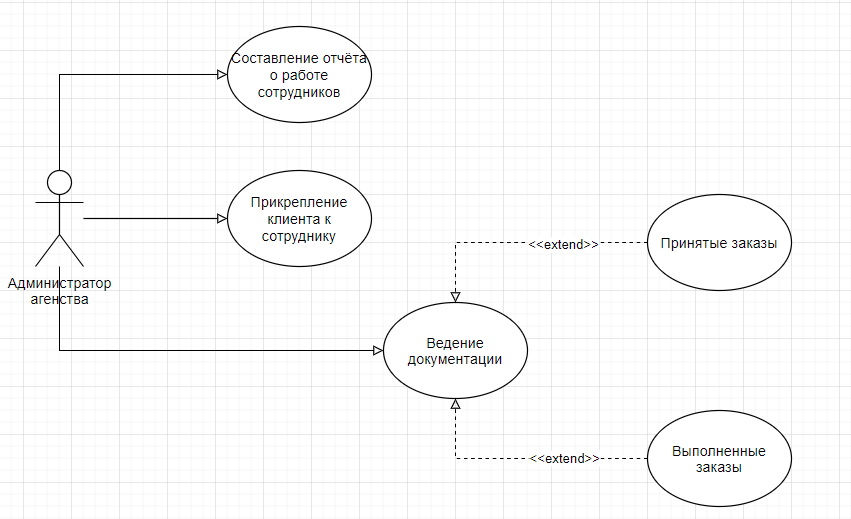 Составление отчёта
о работе
сотрудников
Прикрепление
клиента к
сотруднику
Администратор
агенства
Принятые заказы
<<extend>>
Ведение
документации
<<extend>>
Выполненные
заказы